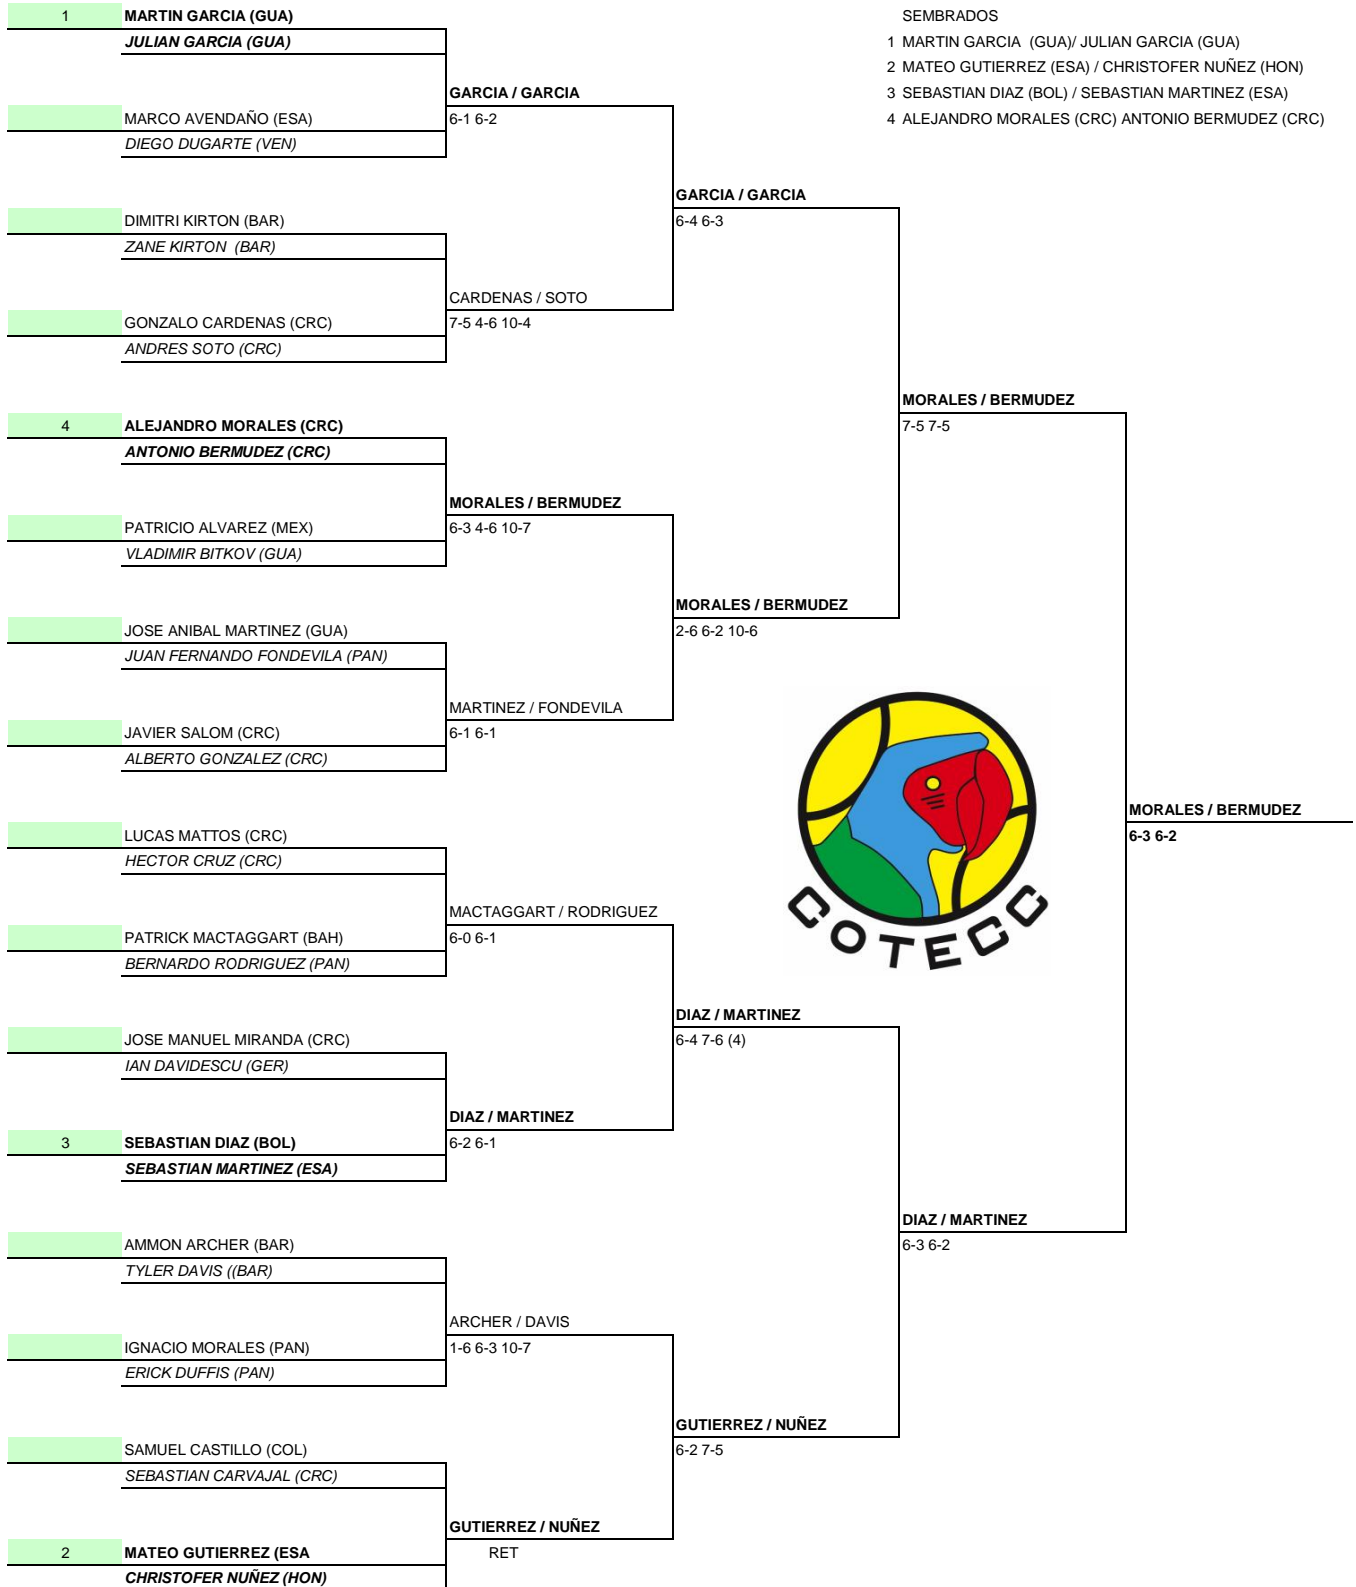 1 MARTIN GARCIA (GUA) SEMBRADOS
JULIAN GARCIA (GUA) 1 MARTIN GARCIA  (GUA)/ JULIAN GARCIA (GUA)
2 MATEO GUTIERREZ (ESA) / CHRISTOFER NUÑEZ (HON)
GARCIA / GARCIA 3 SEBASTIAN DIAZ (BOL) / SEBASTIAN MARTINEZ (ESA)
MARCO AVENDAÑO (ESA) 6-1 6-2 4 ALEJANDRO MORALES (CRC) ANTONIO BERMUDEZ (CRC)
DIEGO DUGARTE (VEN)
GARCIA / GARCIA
DIMITRI KIRTON (BAR) 6-4 6-3
ZANE KIRTON  (BAR)
CARDENAS / SOTO
GONZALO CARDENAS (CRC) 7-5 4-6 10-4
ANDRES SOTO (CRC)
MORALES / BERMUDEZ
4 ALEJANDRO MORALES (CRC) 7-5 7-5
ANTONIO BERMUDEZ (CRC)
MORALES / BERMUDEZ
PATRICIO ALVAREZ (MEX) 6-3 4-6 10-7
VLADIMIR BITKOV (GUA)
MORALES / BERMUDEZ
JOSE ANIBAL MARTINEZ (GUA) 2-6 6-2 10-6
JUAN FERNANDO FONDEVILA (PAN)
MARTINEZ / FONDEVILA
JAVIER SALOM (CRC) 6-1 6-1
ALBERTO GONZALEZ (CRC)
MORALES / BERMUDEZ
LUCAS MATTOS (CRC) 6-3 6-2
HECTOR CRUZ (CRC)
MACTAGGART / RODRIGUEZ
COTECC
PATRICK MACTAGGART (BAH) 6-0 6-1
BERNARDO RODRIGUEZ (PAN)
DIAZ / MARTINEZ
JOSE MANUEL MIRANDA (CRC) 6-4 7-6 (4)
IAN DAVIDESCU (GER)
DIAZ / MARTINEZ
3 SEBASTIAN DIAZ (BOL) 6-2 6-1
SEBASTIAN MARTINEZ (ESA)
DIAZ / MARTINEZ
AMMON ARCHER (BAR) 6-3 6-2
TYLER DAVIS ((BAR)
ARCHER / DAVIS
IGNACIO MORALES (PAN) 1-6 6-3 10-7
ERICK DUFFIS (PAN)
GUTIERREZ / NUÑEZ
SAMUEL CASTILLO (COL) 6-2 7-5
SEBASTIAN CARVAJAL (CRC)
GUTIERREZ / NUÑEZ
2 MATEO GUTIERREZ (ESA RET
CHRISTOFER NUÑEZ (HON)